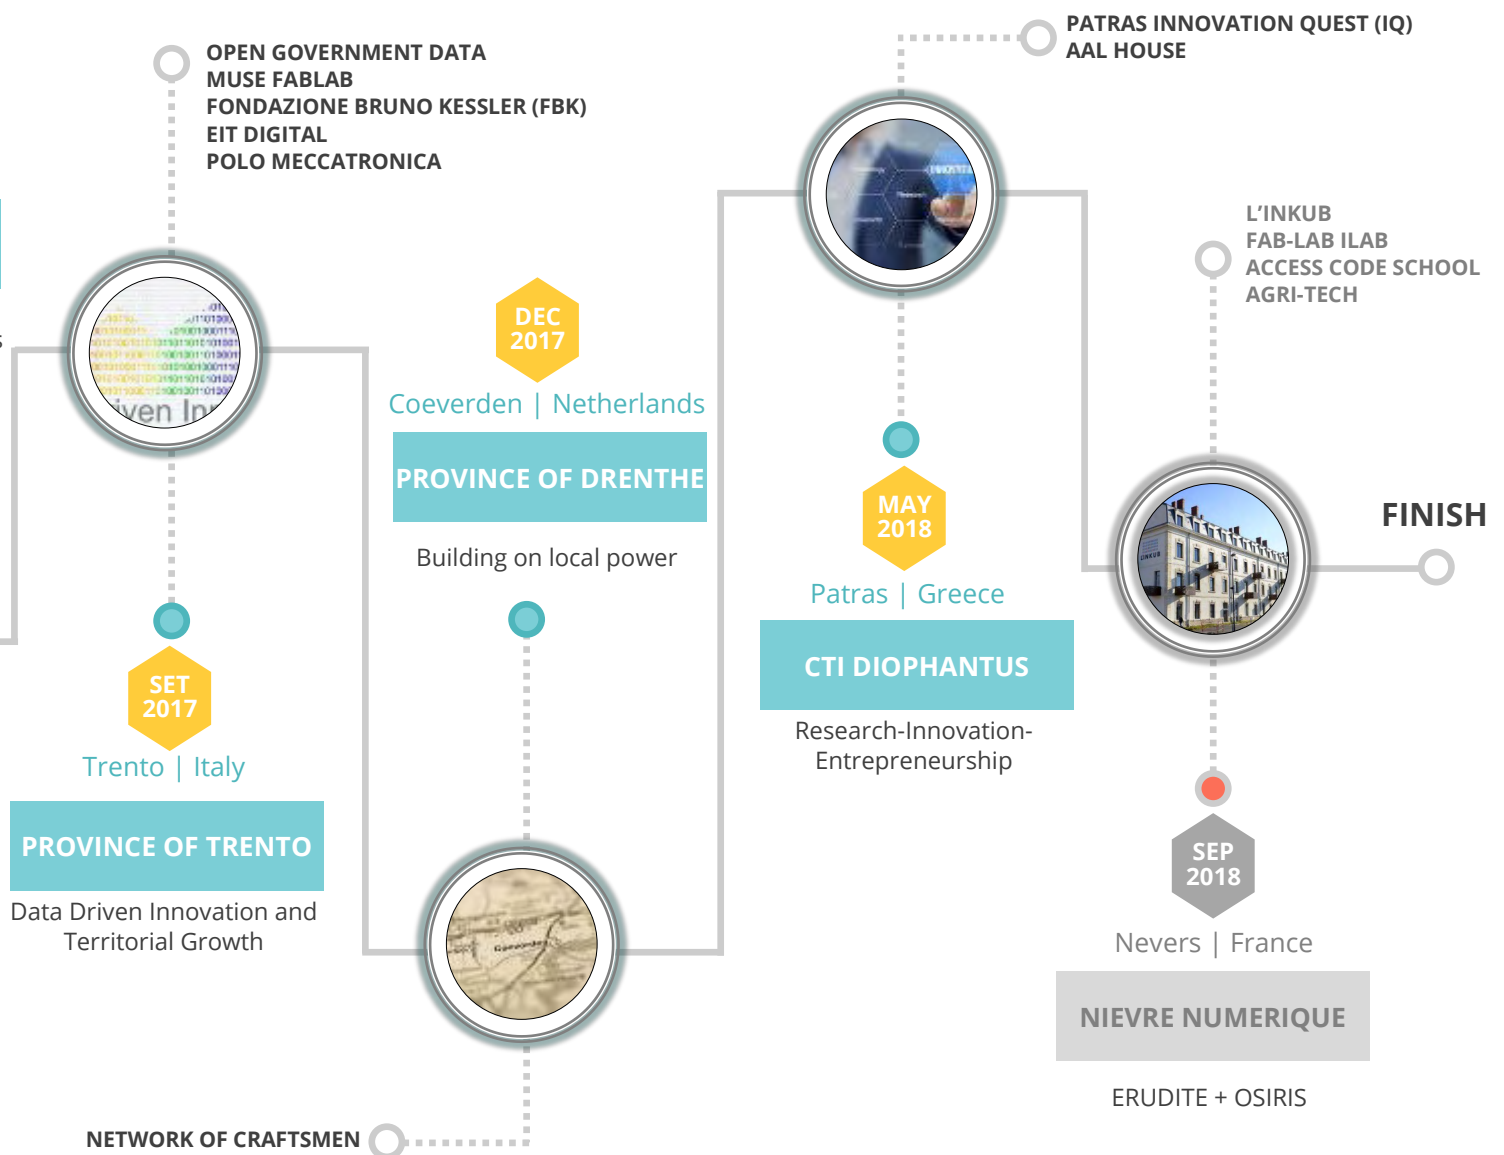 OPEN GOVERNMENT DATA
MUSE FABLAB
FONDAZIONE BRUNO KESSLER (FBK)
EIT DIGITAL
POLO MECCATRONICA
SET
2017
Trento | Italy
PROVINCE OF TRENTO
Data Driven Innovation and
Territorial Growth
DEC
2017
Coeverden | Netherlands
PROVINCE OF DRENTHE
Building on local power
NETWORK OF CRAFTSMEN
PATRAS INNOVATION QUEST (IQ)
AAL HOUSE
MAY
2018
Patras | Greece
CTI DIOPHANTUS
Research-Innovation-
Entrepreneurship
L’INKUB
FAB-LAB ILAB
ACCESS CODE SCHOOL
AGRI-TECH
SEP
2018
Nevers | France
NIEVRE NUMERIQUE
ERUDITE + OSIRIS
FINISH